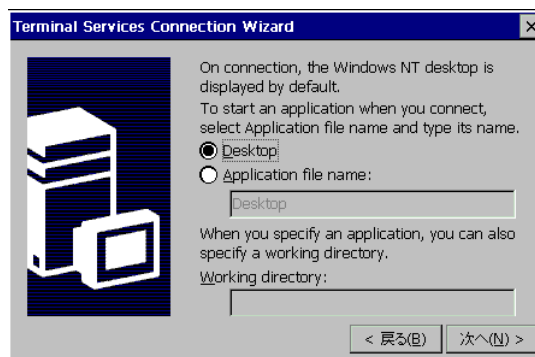 Terminal Services Connection Wizard
On connection, the Windows NT desktop is
displayed by default.
To start an application when you connect,
select Application file name and type its name.
Desktop
Application file name:
Desktop
When you specify an application, you can also
specify a working directory.
Working directory:
< 戻る(B) 次へ(N) >